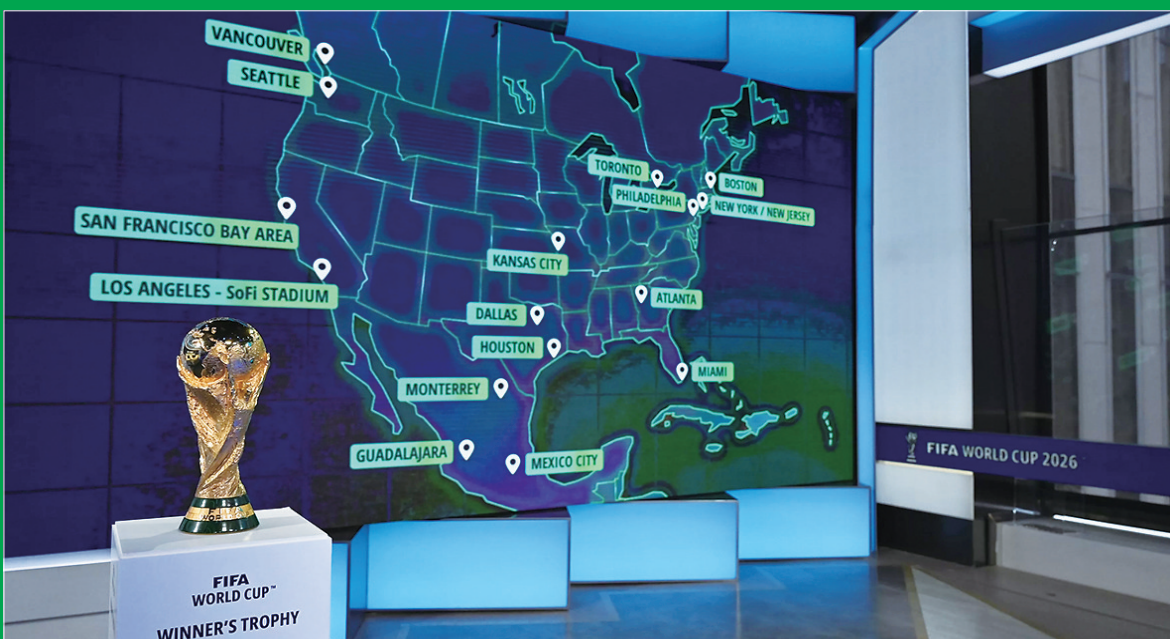 VANCOUVER
SEATTLE
TORONTO
BOSTON
PHILADELPHIA
NEW YORK / NEW JERSEY
SAN FRANCISCO BAY AREA
KANSAS CITY
LOS ANGELES - SoFi STADIUM
ATLANTA
DALLAS
HOUSTON
MIAMI
MONTERREY
GUADALAJARA
MEXICO CITY
FIFA WORLD CUP 2026
FIFA
WORLD CUP™
WINNER'S TROPHY